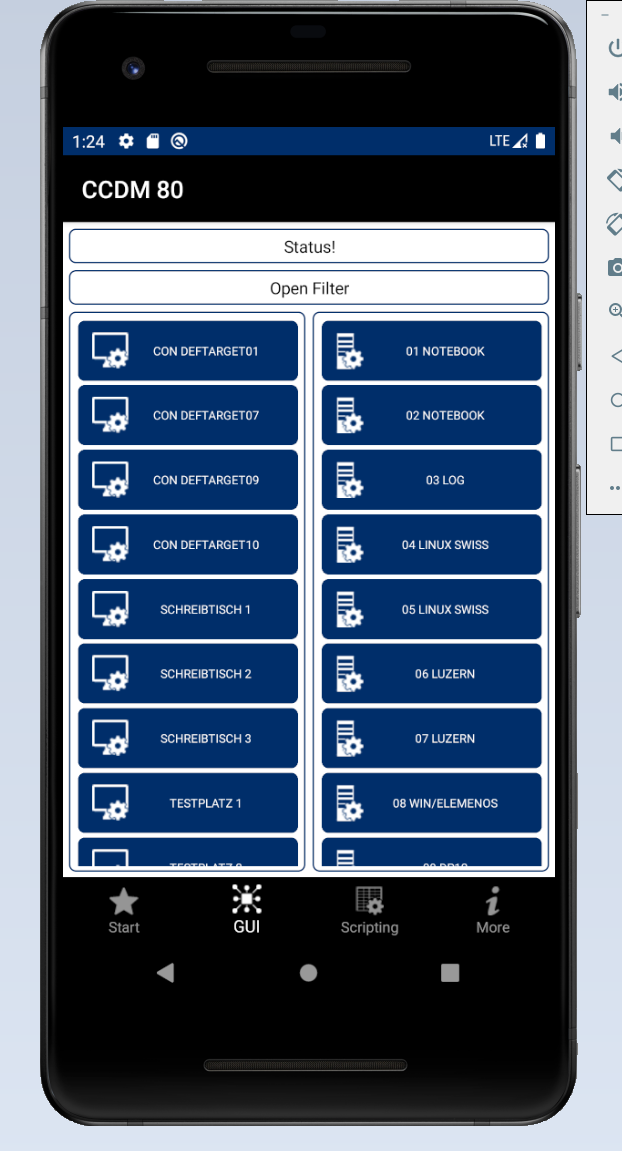 1:24
LTE
CCDM 80
Status!
Open Filter
CON DEFTARGET01
01 NOTEBOOK
CON DEFTARGET07
02 NOTEBOOK
CON DEFTARGET09
03 LOG
CON DEFTARGET10
04 LINUX SWISS
SCHREIBTISCH 1
05 LINUX SWISS
SCHREIBTISCH 2
06 LUZERN
SCHREIBTISCH 3
07 LUZERN
TESTPLATZ 1
08 WIN/ELEMENOS
Start
GUI
Scripting
More